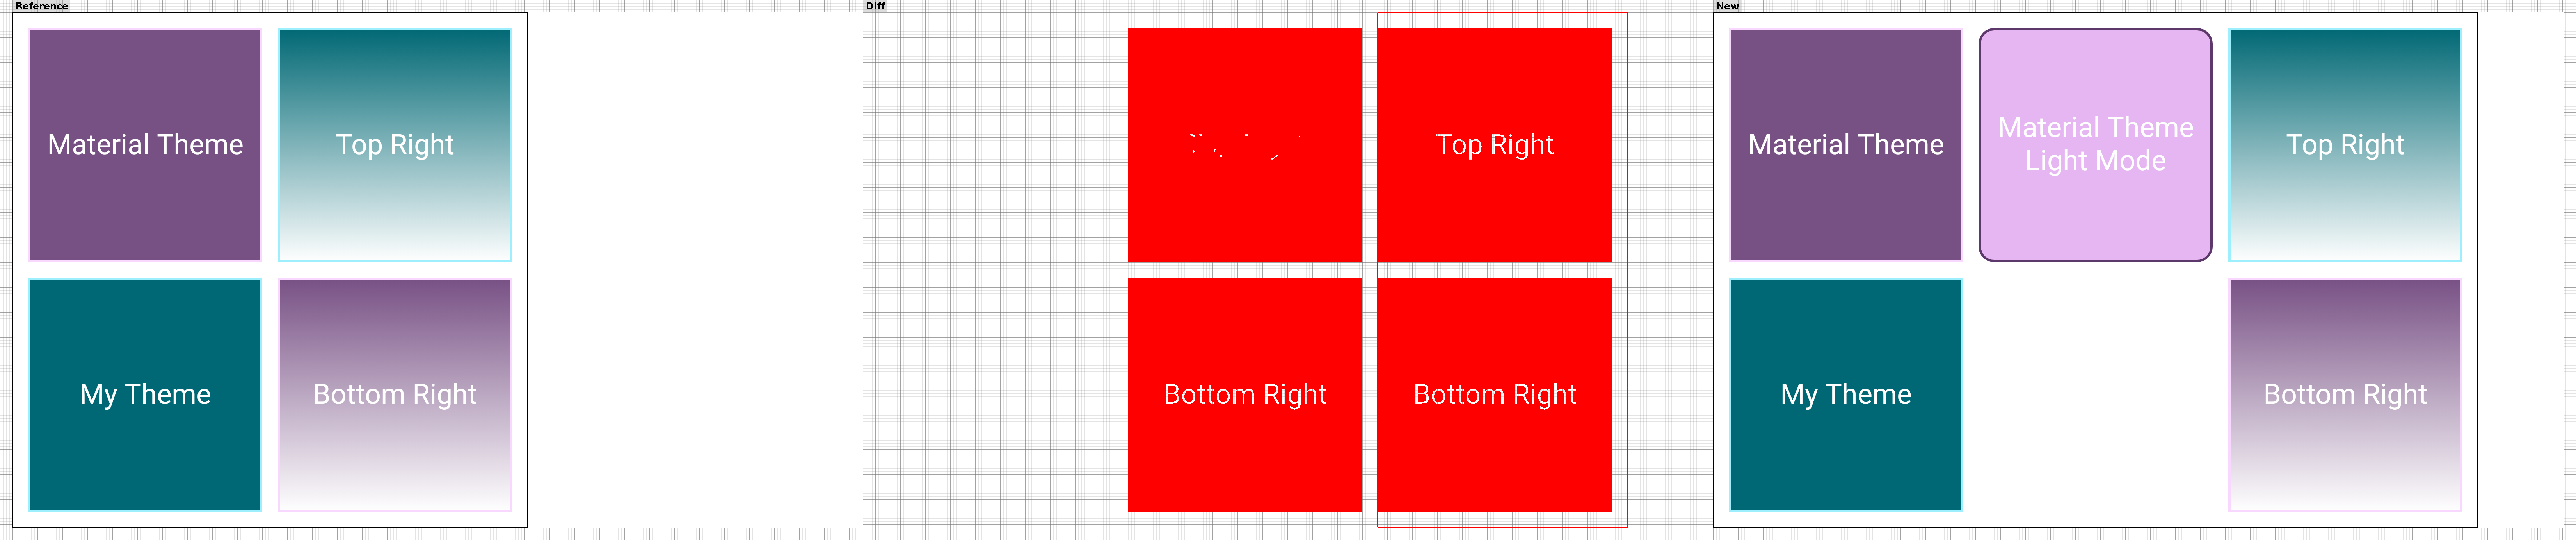 Reference
Material Theme
Top Right
My Theme
Bottom Right
Diff
Top Right
Bottom Right
Bottom Right
New
Material Theme
Material Theme
Light Mode
Top Right
My Theme
Bottom Right